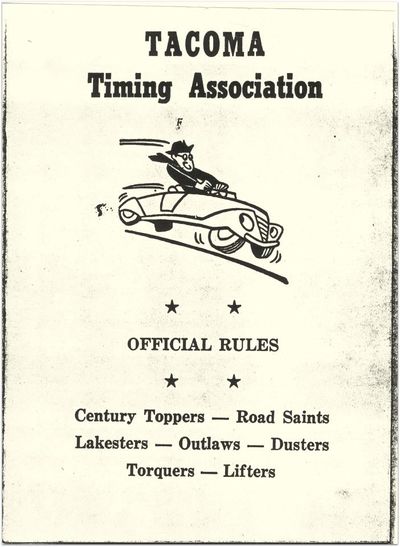 TACOMA
Timing Association
OFFICIAL RULES
Century Toppers — Road Saints
Lakesters — Outlaws — Dusters
Torquers — Lifters